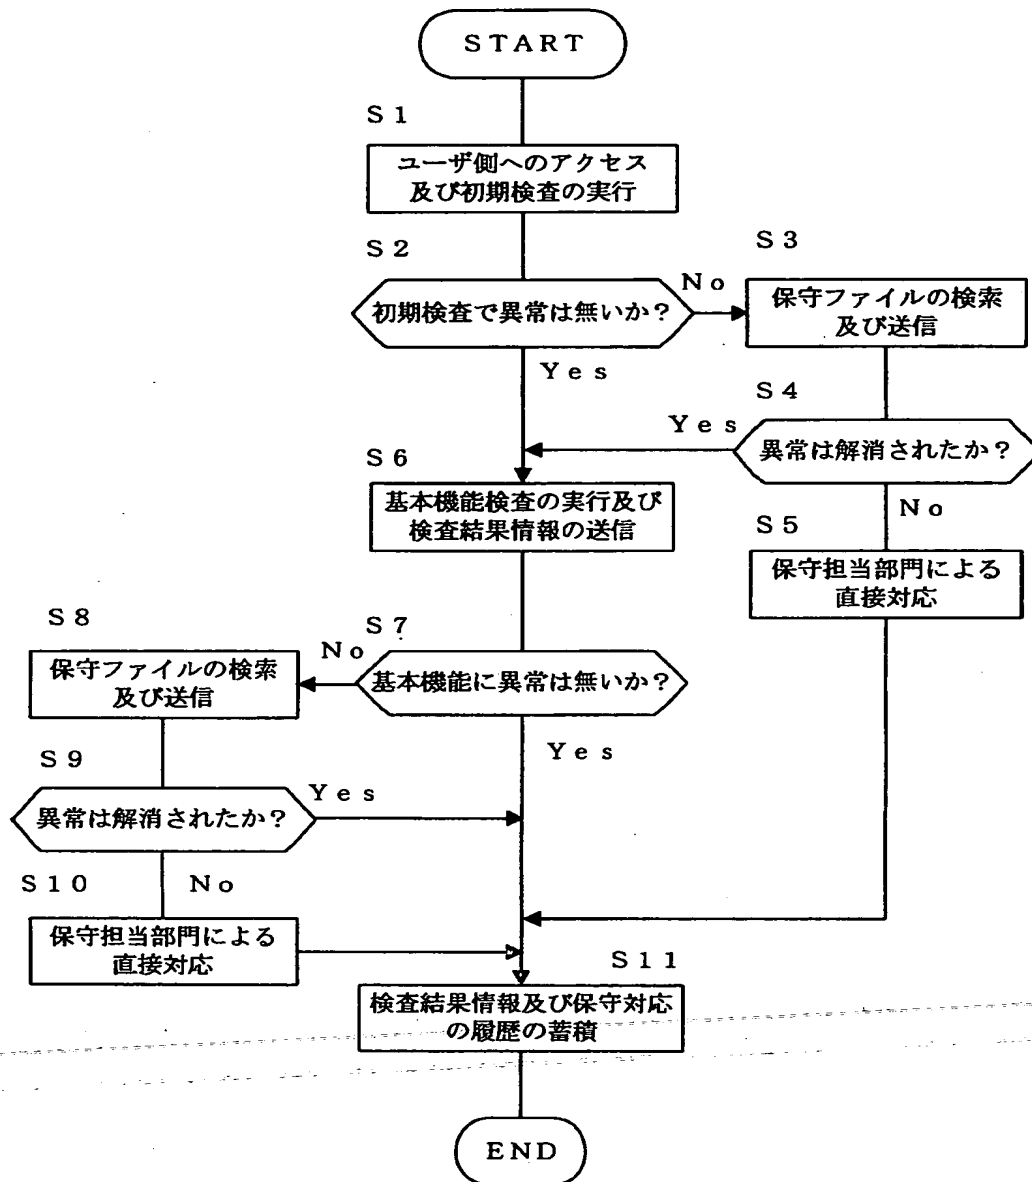 START
S1
ユーザ側へのアクセス
及び初期検査の実行
S2
初期検査で異常は無いか?
No
Yes
S3
保守ファイルの検索
及び送信
S4
異常は解消されたか?
Yes
No
S5
保守担当部門による
直接対応
S6
基本機能検査の実行及び
検査結果情報の送信
S7
基本機能に異常は無いか?
No
Yes
S8
保守ファイルの検索
及び送信
S9
異常は解消されたか?
Yes
No
S10
保守担当部門による
直接対応
S11
検査結果情報及び保守対応
の履歴の蓄積
END